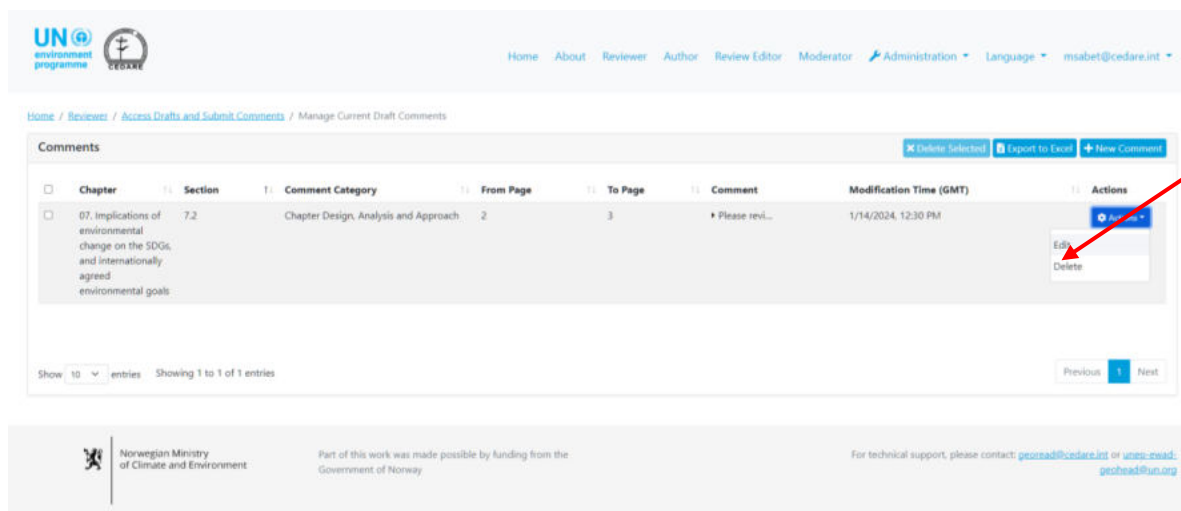 UN
environment
programme
CEDARE
Home About Reviewer Author Review Editor Moderator Administration Language msabet@cedare.int
Home / Reviewer / Access Drafts and Submit Comments / Manage Current Draft Comments
Comments
Delete Selected Export to Excel + New Comment
Chapter Section Comment Category From Page To Page Comment Modification Time (GMT) Actions
07. Implications of 7.2 Chapter Design, Analysis and Approach 2 3 Please revi... 1/14/2024, 12:30 PM Actions
environmental
change on the SDGs,
and internationally
agreed
environmental goals
Edit
Delete
Show 10 entries Showing 1 to 1 of 1 entries
Previous 1 Next
Norwegian Ministry
of Climate and Environment
Part of this work was made possible by funding from the
Government of Norway
For technical support, please contact: georead@cedare.int or unep-ewad-
geohead@un.org